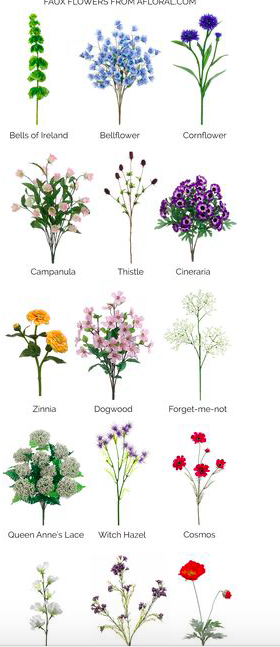 FAUX FLOWERS FROM AFLORAL.COM
Bells of Ireland Bellflower Cornflower
Campanula Thistle Cineraria
Zinnia Dogwood Forget-me-not
Queen Anne's Lace Witch Hazel Cosmos